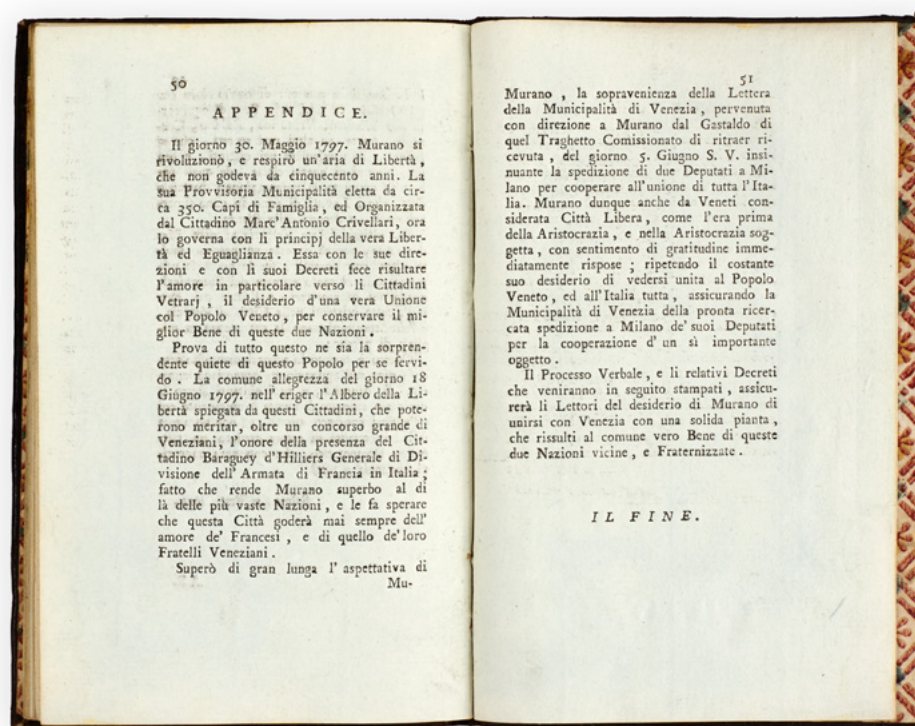 50
APPENDICE.
Il giorno 30. Maggio 1797. Murano si
rivoluzionò, e respirò un'aria di Libertà,
che non godeva da cinquecento anni. La
sua Provvisoria Municipalità eletta da cir-
ca 350. Capi di Famiglia, ed Organizzata
dal Cittadino Marc'Antonio Crivellari, ora
lo governa con li principj della vera Liber-
tà ed Eguaglianza. Essa con le sue dire-
zioni e con li suoi Decreti fece risultare
l'amore in particolare verso li Cittadini
Vetrarj, il desiderio d'una vera Unione
col Popolo Veneto, per conservare il mi-
glior Bene di queste due Nazioni.
Prova di tutto questo ne sia la sorpren-
dente quiete di questo Popolo per se fervi-
do. La comune allegrezza del giorno 18
Giugno 1797. nell'eriger l'Albero della Li-
bertà spiegata da questi Cittadini, che pote-
rono meritar, oltre un concorso grande di
Veneziani, l'onore della presenza del Cit-
tadino Baraguey d'Hilliers Generale di Di-
visione dell'Armata di Francia in Italia;
fatto che rende Murano superbo al di
là delle più vaste Nazioni, e le fa sperare
che questa Città goderà mai sempre dell'
amore de' Francesi, e di quello de'loro
Fratelli Veneziani.
Superò di gran lunga l'aspettativa di
Mu-
51
Murano, la sopravenienza della Lettera
della Municipalità di Venezia, pervenuta
con direzione a Murano dal Gastaldo di
quel Traghetto Comissionato di ritraer ri-
cevuta, del giorno 5. Giugno S. V. insi-
nuante la spedizione di due Deputati a Mi-
lano per cooperare all'unione di tutta l'Ita-
lia. Murano dunque anche da Veneti con-
siderata Città Libera, come l'era prima
della Aristocrazia, e nella Aristocrazia sog-
getta, con sentimento di gratitudine imme-
diatamente rispose; ripetendo il costante
suo desiderio di vedersi unita al Popolo
Veneto, ed all'Italia tutta, assicurando la
Municipalità di Venezia della pronta ricer-
cata spedizione a Milano de' suoi Deputati
per la cooperazione d'un sì importante
oggetto.
Il Processo Verbale, e li relativi Decreti
che veniranno in seguito stampati, assicu-
rerà li Lettori del desiderio di Murano di
unirsi con Venezia con una solida pianta,
che rissulti al comune vero Bene di queste
due Nazioni vicine, e Fraternizzate.
IL FINE.